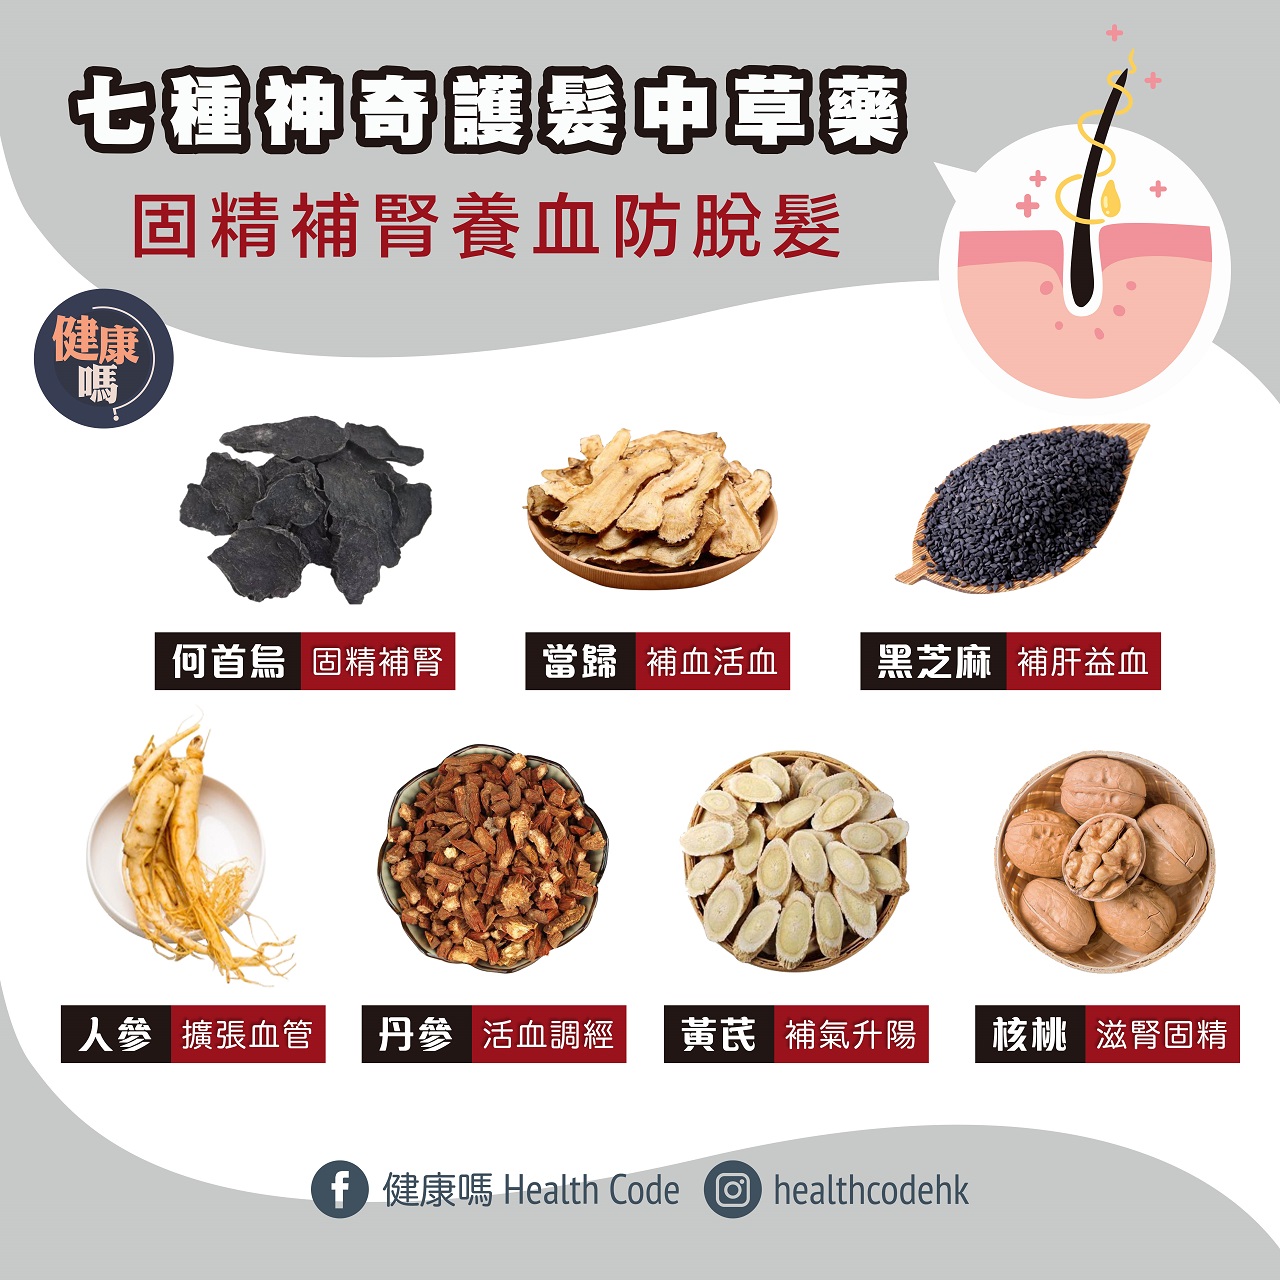 七種神奇護髮中草藥
固精補腎養血防脫髮
健康
嗎?
何首烏 固精補腎
當歸 補血活血
黑芝麻 補肝益血
人參 擴張血管
丹參 活血調經
黃芪 補氣升陽
核桃 滋腎固精
健康嗎 Health Code
healthcodehk